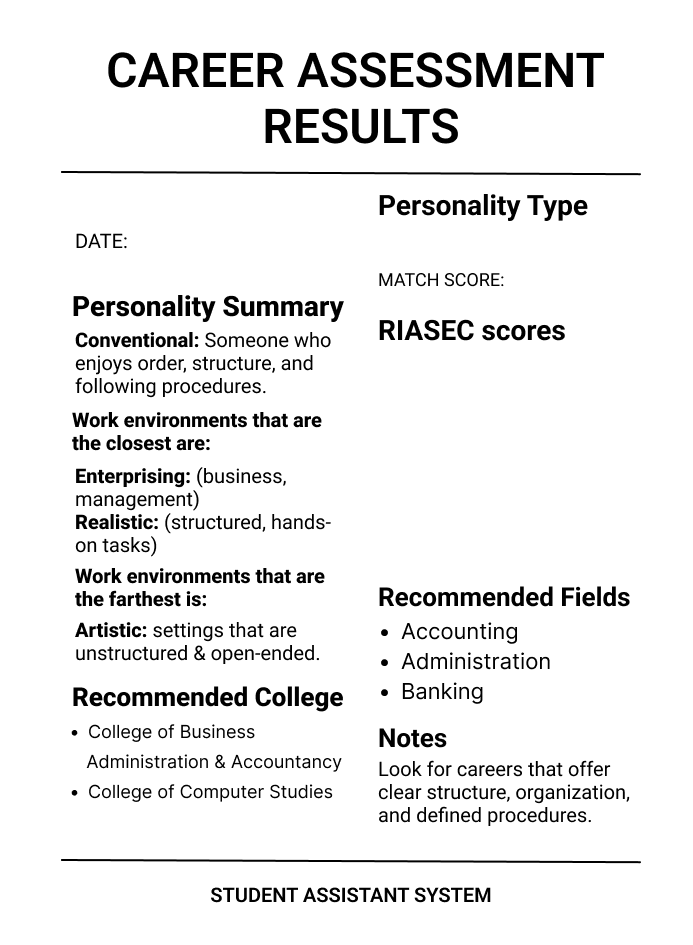 CAREER ASSESSMENT
RESULTS
DATE:
Personality Summary
Conventional: Someone who
enjoys order, structure, and
following procedures.
Work environments that are
the closest are:
Enterprising: (business,
management)
Realistic: (structured, hands-
on tasks)
Work environments that are
the farthest is:
Artistic: settings that are
unstructured & open-ended.
Recommended College
• College of Business
Administration & Accountancy
• College of Computer Studies
Personality Type
MATCH SCORE:
RIASEC scores
Recommended Fields
• Accounting
• Administration
• Banking
Notes
Look for careers that offer
clear structure, organization,
and defined procedures.
STUDENT ASSISTANT SYSTEM